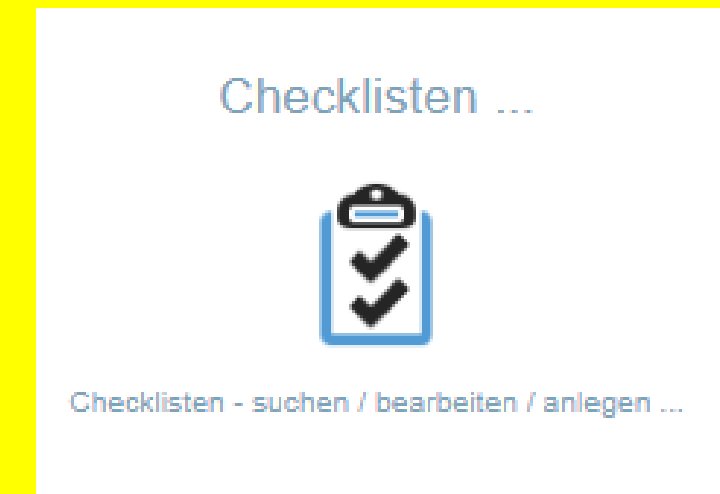 Checklisten ...
Checklisten - suchen / bearbeiten / anlegen ...